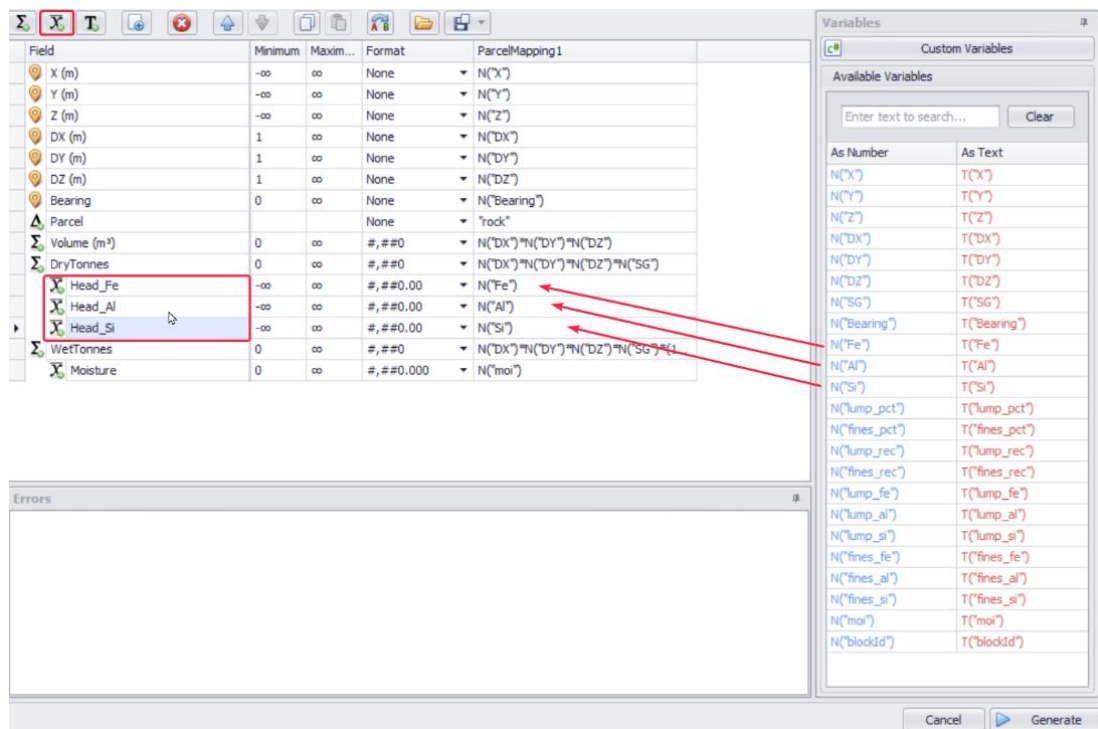 Σ X T A B Variables
Custom Variables
Available Variables
Enter text to search... Clear
Field Minimum Maxim... Format ParcelMapping1
X (m) -∞ ∞ None N("X")
Y (m) -∞ ∞ None N("Y")
Z (m) -∞ ∞ None N("Z")
DX (m) 1 ∞ None N("DX")
DY (m) 1 ∞ None N("DY")
DZ (m) 1 ∞ None N("DZ")
Bearing 0 ∞ None N("Bearing")
Parcel None "rock"
Σ Volume (m³) 0 ∞ #,##0 N("DX")*N("DY")*N("DZ")
Σ DryTonnes 0 ∞ #,##0 N("DX")*N("DY")*N("DZ")*N("SG")
X Head_Fe -∞ ∞ #,##0.00 N("Fe")
X Head_Al -∞ ∞ #,##0.00 N("Al")
X Head_Si -∞ ∞ #,##0.00 N("Si")
Σ WetTonnes 0 ∞ #,##0 N("DX")*N("DY")*N("DZ")*N("SG")*(1
X Moisture 0 ∞ #,##0.000 N("moi")
As Number As Text
N("X") T("X")
N("Y") T("Y")
N("Z") T("Z")
N("DX") T("DX")
N("DY") T("DY")
N("DZ") T("DZ")
N("SG") T("SG")
N("Bearing") T("Bearing")
N("Fe") T("Fe")
N("Al") T("Al")
N("Si") T("Si")
N("lump_pct") T("lump_pct")
N("fines_pct") T("fines_pct")
N("lump_rec") T("lump_rec")
N("fines_rec") T("fines_rec")
N("lump_fe") T("lump_fe")
N("lump_al") T("lump_al")
N("lump_si") T("lump_si")
N("fines_fe") T("fines_fe")
N("fines_al") T("fines_al")
N("fines_si") T("fines_si")
N("moi") T("moi")
N("blockId") T("blockId")
Errors
Cancel Generate